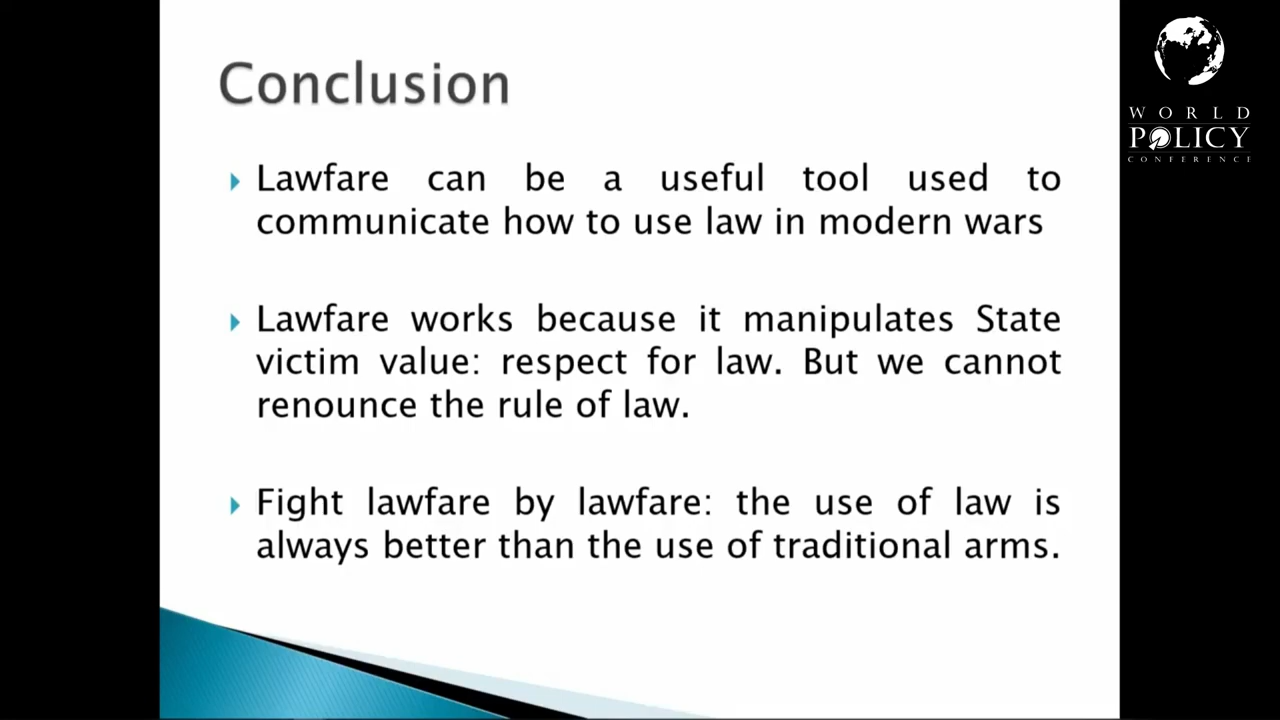 Conclusion
WORLD
POLICY
CONFERENCE
Lawfare can be a useful tool used to
communicate how to use law in modern wars
Lawfare works because it manipulates State
victim value: respect for law. But we cannot
renounce the rule of law.
Fight lawfare by lawfare: the use of law is
always better than the use of traditional arms.